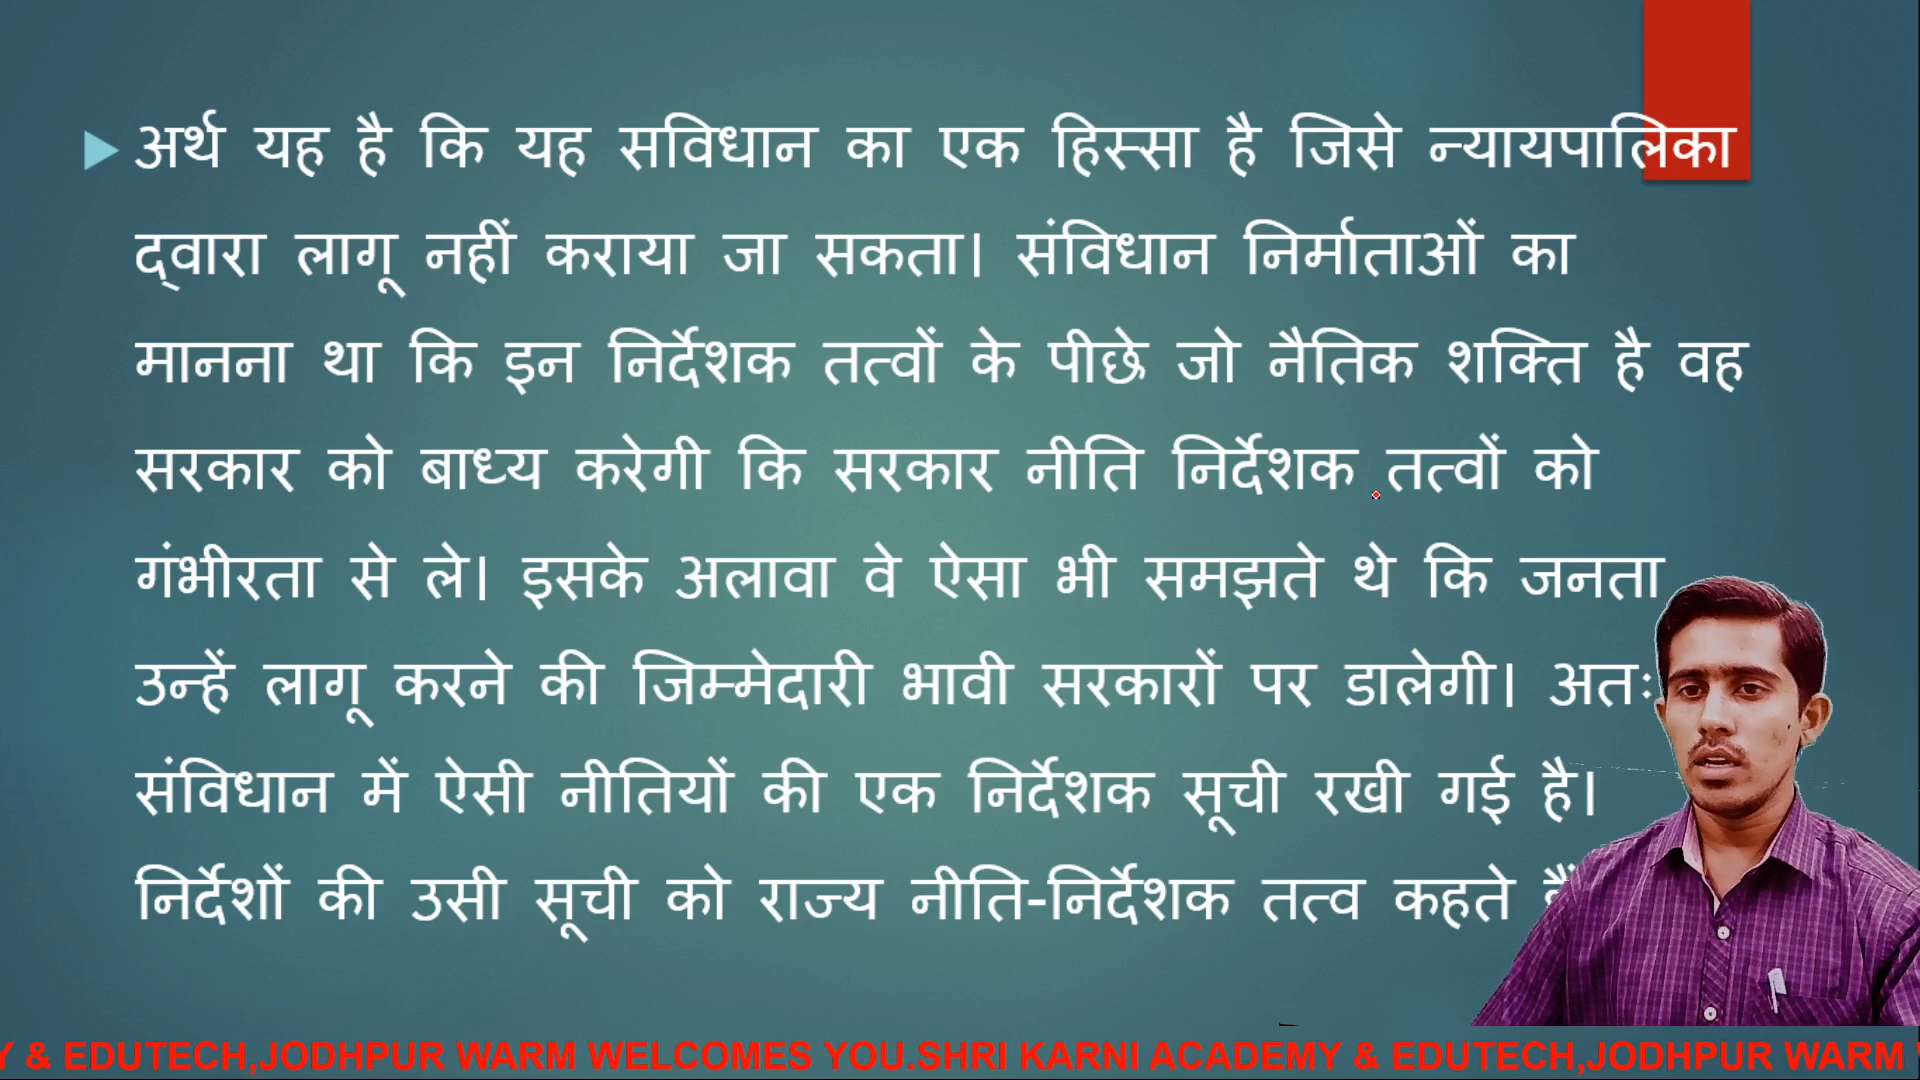 अर्थ यह है कि यह सविधान का एक हिस्सा है जिसे न्यायपालिका
द्वारा लागू नहीं कराया जा सकता। संविधान निर्माताओं का
मानना था कि इन निर्देशक तत्वों के पीछे जो नैतिक शक्ति है वह
सरकार को बाध्य करेगी कि सरकार नीति निर्देशक तत्वों को
गंभीरता से ले। इसके अलावा वे ऐसा भी समझते थे कि जनता
उन्हें लागू करने की जिम्मेदारी भावी सरकारों पर डालेगी। अतः
संविधान में ऐसी नीतियों की एक निर्देशक सूची रखी गई है।
निर्देशों की उसी सूची को राज्य नीति-निर्देशक तत्व कहते
Y & EDUTECH,JODHPUR WARM WELCOMES YOU.SHRI KARNI ACADEMY & EDUTECH,JODHPUR WARM